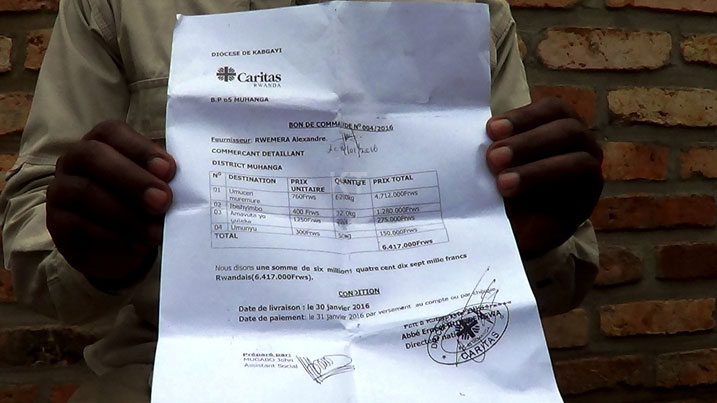 DIOCESE DE KABGAYI
Caritas
RWANDA
B.P 65 MUHANGA
BON DE COMMANDE N° 004/2016
Fournisseur: RWEMERA Alexandre.
COMMERCANT DETAILLANT
DISTRICT MUHANGA
N° DESTINATION PRIX UNITAIRE QUANTITE PRIX TOTAL
01 Umuceri muremure 760Frws 4,712.000Frws
02 Ibishyimbo 400 Frws 1.280.000Frws
03 Amavuta yo 1250Frws 275.000Frws
04 Umunyu 300Frws 150.000Frws
TOTAL 6.417.000Frws
Nous disons une somme de six millions quatre cent dix sept mille francs
Rwandais(6.417.000Frws).
CONDITION
Date de livraison : le 30 janvier 2016
Date de paiement: le 31 janvier 2016 par versement au compte ou par chèque
Abbé
Directeur
CARITAS
Préparé par:
MUGABO John
Assistant Social